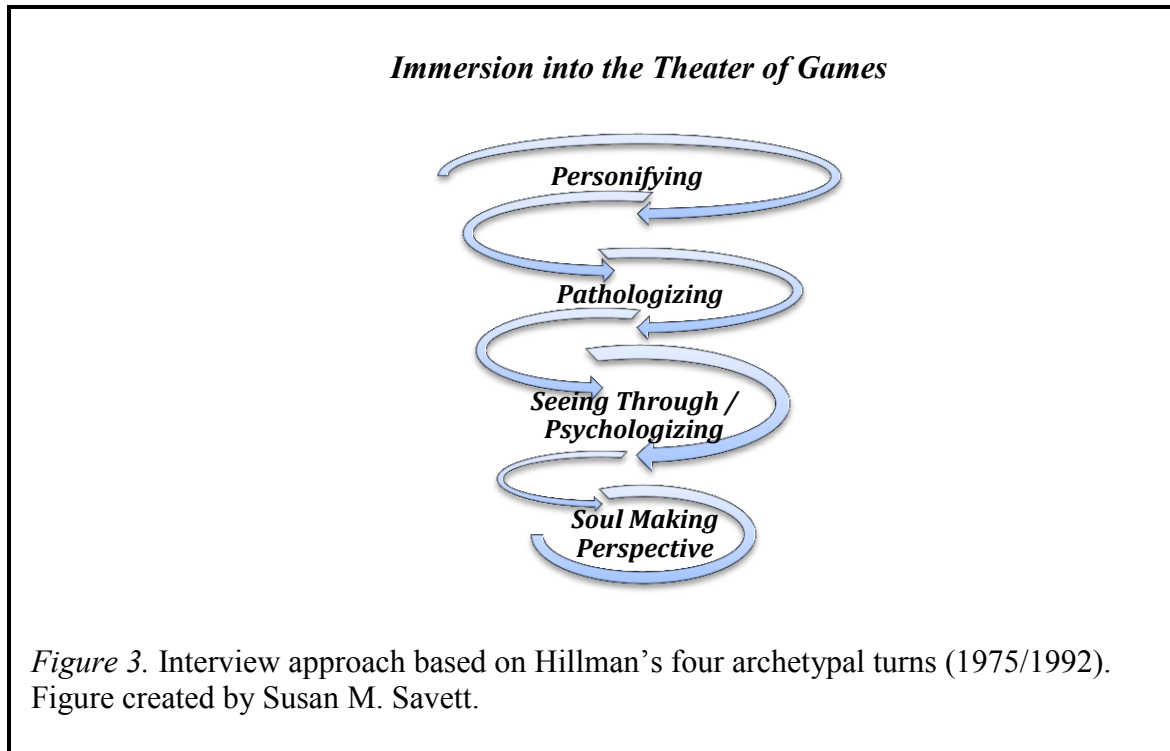 Immersion into the Theater of Games
Personifying
Pathologizing
Seeing Through /
Psychologizing
Soul Making
Perspective
Figure 3. Interview approach based on Hillman’s four archetypal turns (1975/1992).
Figure created by Susan M. Savett.